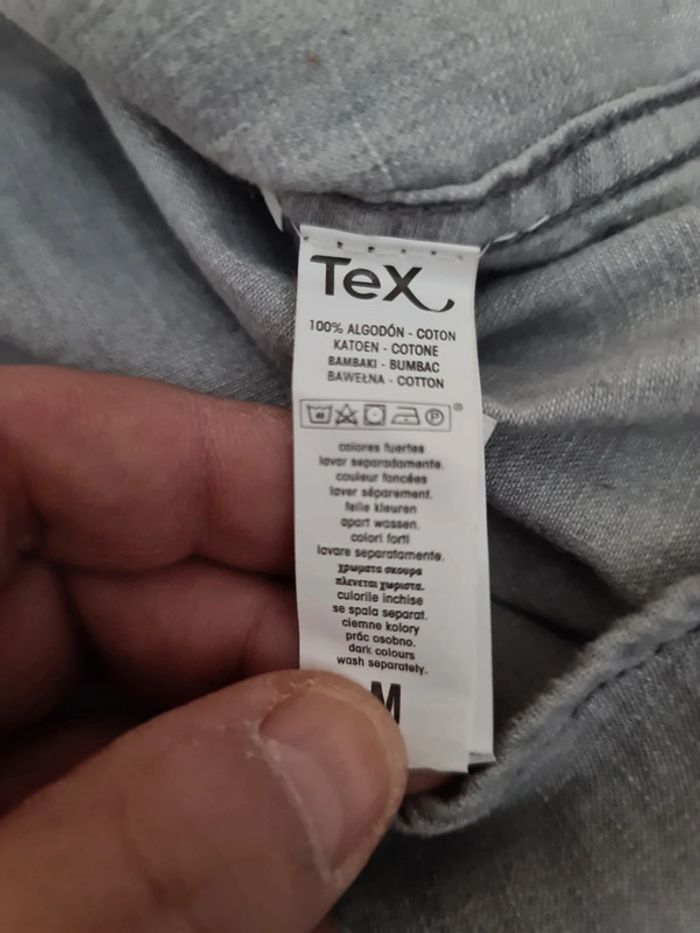 TeX
100% ALGODÓN - COTON
KATOEN - COTONE
BAMBAKI - BUMBAC
BAWEŁNA - COTTON
P ®
colores fuertes
lavar separadamente.
couleur foncées
laver séparement.
felle kleuren
apart wassen.
colori forti
lavare separatamente.
χρωματα σκουρα
πλενεται χωριστα.
culorile inchise
se spala separat.
ciemne kolory
prác osobno.
dark colours
wash separately.
M